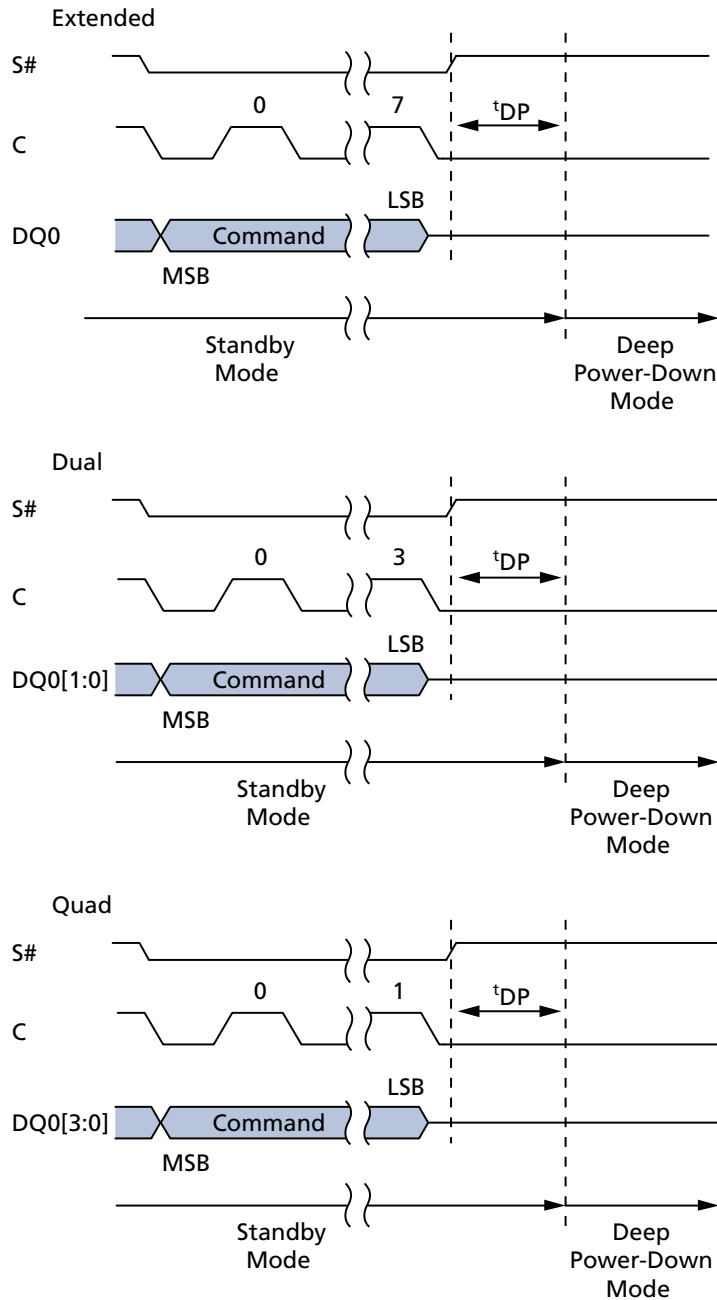 Extended
S#
0 7
tDP
C
LSB
DQ0
Command
MSB
Standby
Mode
Deep
Power-Down
Mode
Dual
S#
0 3
tDP
C
LSB
DQ0[1:0]
Command
MSB
Standby
Mode
Deep
Power-Down
Mode
Quad
S#
0 1
tDP
C
LSB
DQ0[3:0]
Command
MSB
Standby
Mode
Deep
Power-Down
Mode